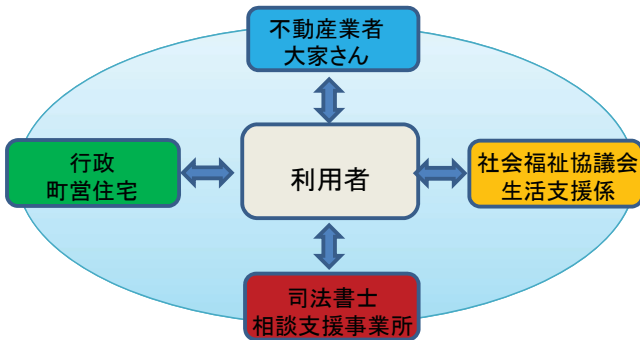 不動産業者
大家さん
行政
町営住宅
利用者
社会福祉協議会
生活支援係
司法書士
相談支援事業所